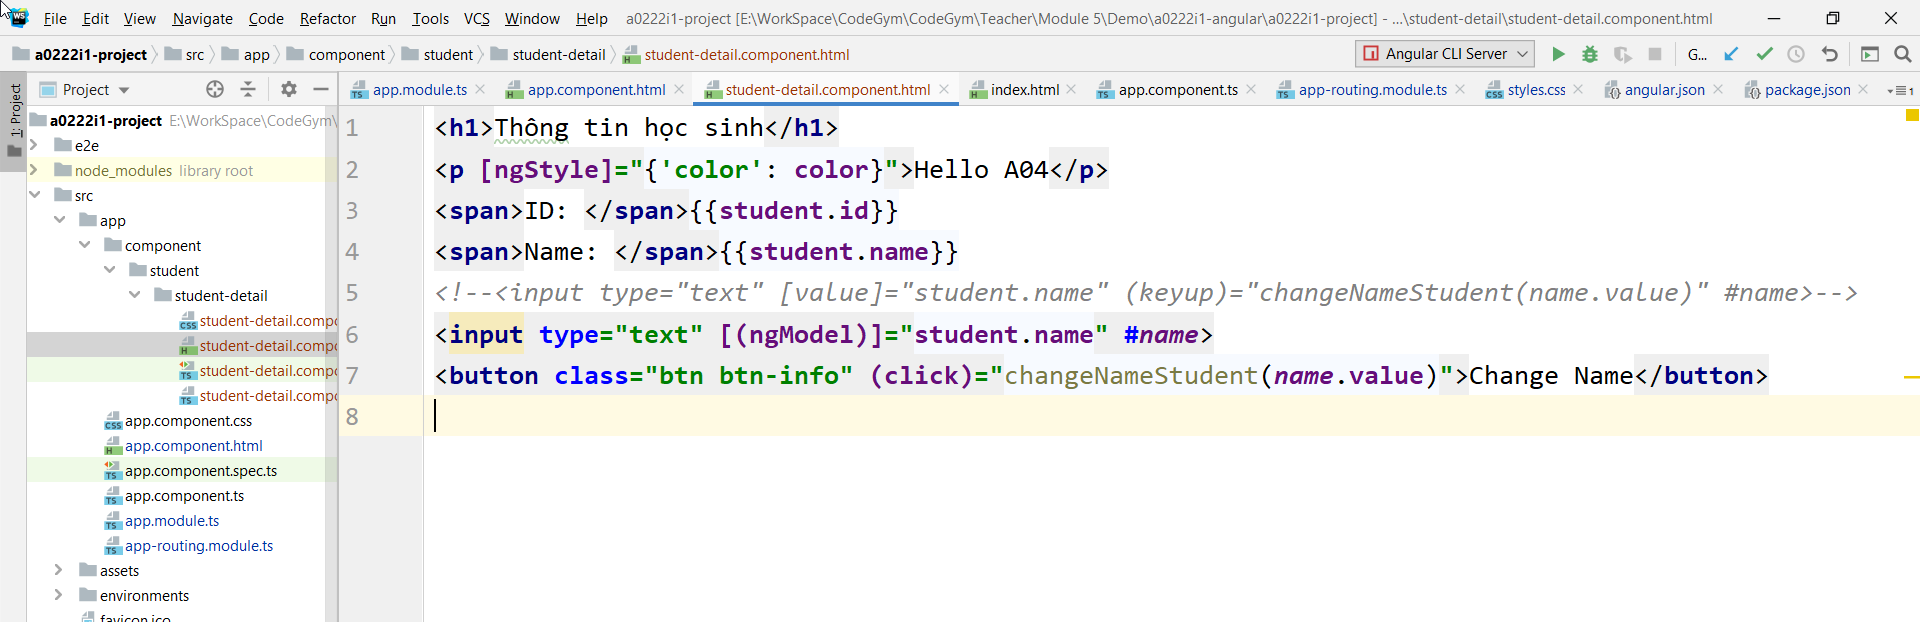 File Edit View Navigate Code Refactor Run Tools VCS Window Help a0222i1-project [E:\WorkSpace\CodeGym\CodeGym\Teacher\Module 5\Demo\a0222i1-angular\a0222i1-project] - ...\student-detail\student-detail.component.html
a0222i1-project src app component student student-detail student-detail.component.html Angular CLI Server G...
Project app.module.ts app.component.html student-detail.component.html index.html app.component.ts app-routing.module.ts styles.css angular.json package.json 1
1: Project
a0222i1-project E:\WorkSpace\CodeGym\
e2e
node_modules library root
src
app
component
student
student-detail
student-detail.compo
student-detail.compo
student-detail.compo
student-detail.compo
app.component.css
app.component.html
app.component.spec.ts
app.component.ts
app.module.ts
app-routing.module.ts
assets
environments
favicon.ico
1 <h1>Thông tin học sinh</h1>
2 <p [ngStyle]="{'color': color}">Hello A04</p>
3 <span>ID: </span>{{student.id}}
4 <span>Name: </span>{{student.name}}
5 <!--<input type="text" [value]="student.name" (keyup)="changeNameStudent(name.value)" #name>-->
6 <input type="text" [(ngModel)]="student.name" #name>
7 <button class="btn btn-info" (click)="changeNameStudent(name.value)">Change Name</button>
8